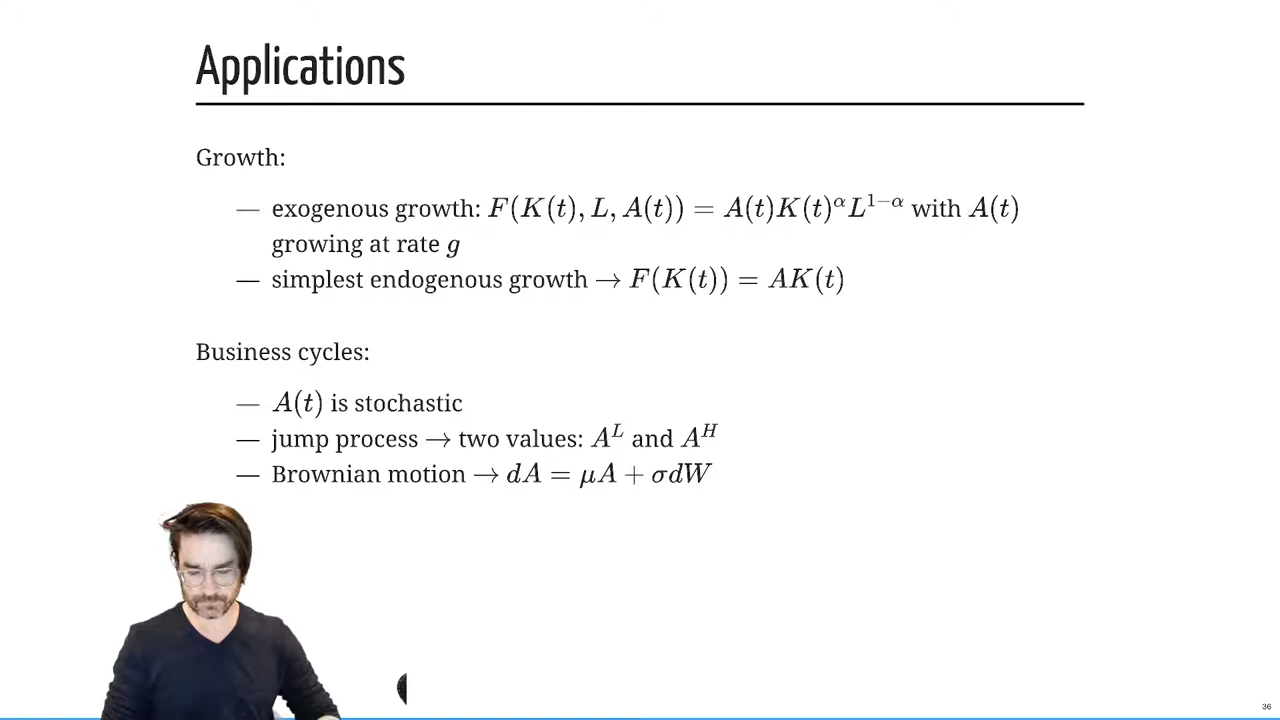 Applications
Growth:
— exogenous growth: F(K(t), L, A(t)) = A(t)K(t)^α L^{1−α} with A(t)
growing at rate g
— simplest endogenous growth → F(K(t)) = AK(t)
Business cycles:
— A(t) is stochastic
— jump process → two values: A^L and A^H
— Brownian motion → dA = μA + σdW
36